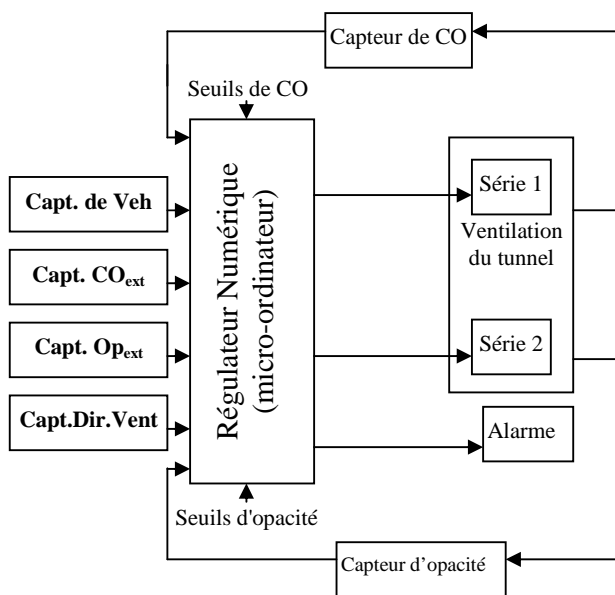 Capteur de CO
Seuils de CO
Capt. de Veh
Capt. COext
Capt. Opext
Capt.Dir.Vent
Régulateur Numérique
(micro-ordinateur)
Série 1
Ventilation
du tunnel
Série 2
Alarme
Seuils d'opacité
Capteur d’opacité